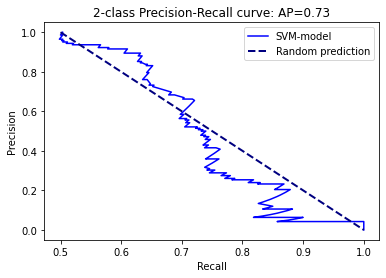 2-class Precision-Recall curve: AP=0.73
SVM-model
Random prediction
Precision
1.0
0.8
0.6
0.4
0.2
0.0
0.5
0.6
0.7
0.8
0.9
1.0
Recall